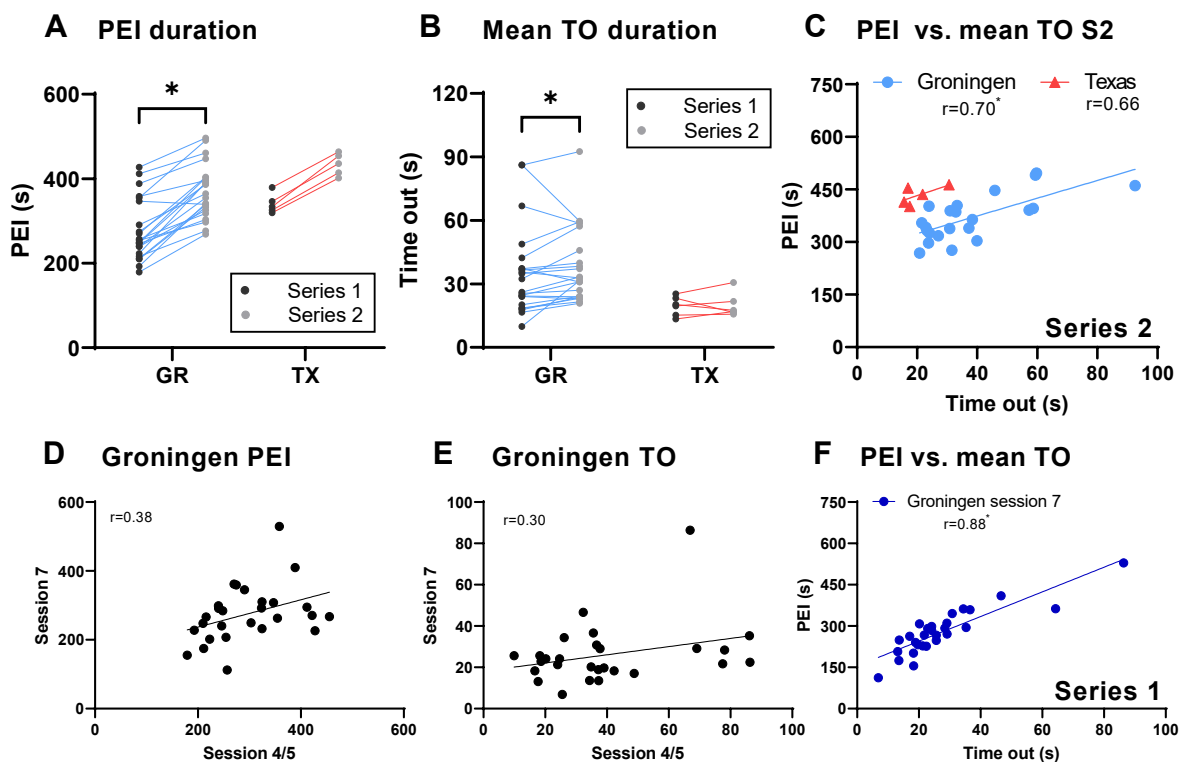 A PEI duration
PEI (s)
600
400
200
0
*
GR
TX
Series 1
Series 2
B Mean TO duration
Time out (s)
120
90
60
30
0
*
GR
TX
Series 1
Series 2
C PEI vs. mean TO S2
PEI (s)
750
600
450
300
150
0
Groningen
r=0.70*
Texas
r=0.66
Series 2
0 20 40 60 80 100
Time out (s)
D Groningen PEI
Session 7
600
400
200
0
r=0.38
0 200 400 600
Session 4/5
E Groningen TO
Session 7
100
80
60
40
20
0
r=0.30
0 20 40 60 80 100
Session 4/5
F PEI vs. mean TO
PEI (s)
750
600
450
300
150
0
Groningen session 7
r=0.88*
Series 1
0 20 40 60 80 100
Time out (s)